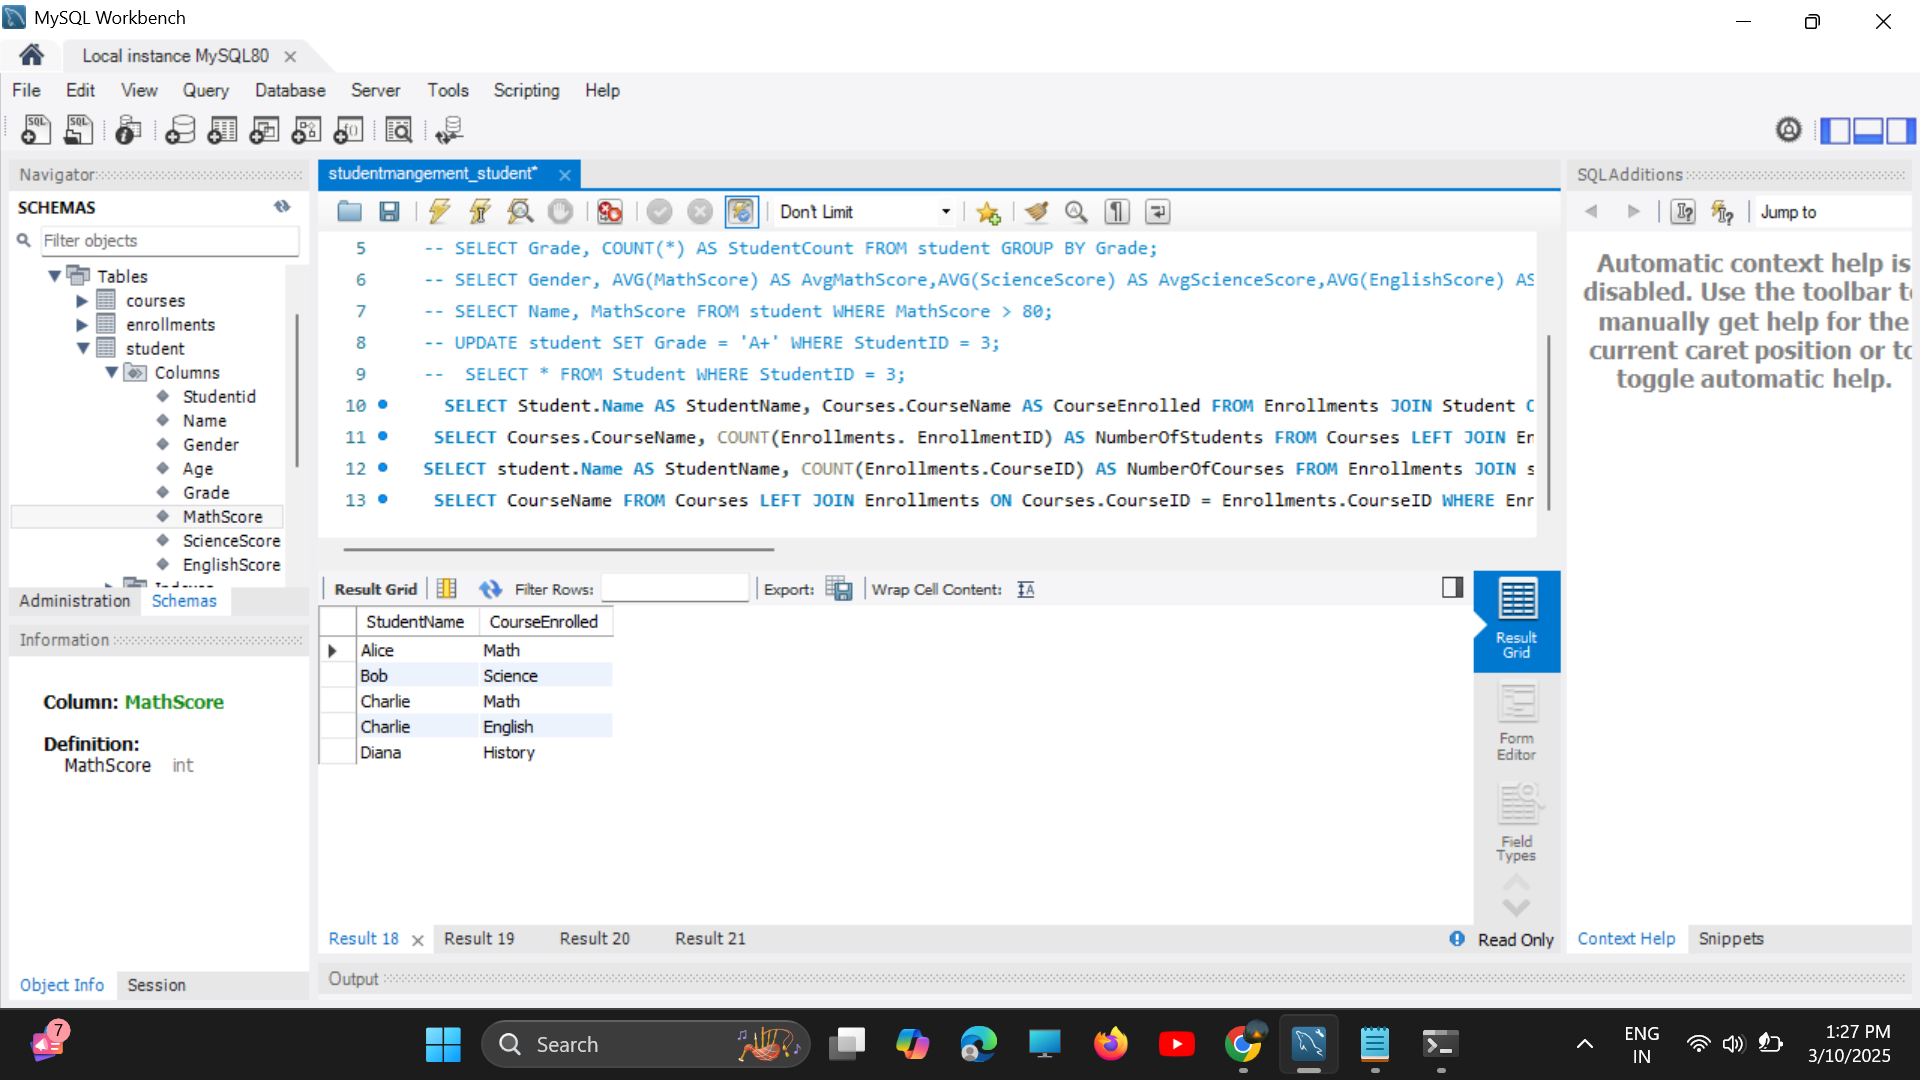 MySQL Workbench
Local instance MySQL80
File Edit View Query Database Server Tools Scripting Help
Navigator
SCHEMAS
Filter objects
Tables
courses
enrollments
student
Columns
Studentid
Name
Gender
Age
Grade
MathScore
ScienceScore
EnglishScore
Administration Schemas
Information
Column: MathScore
Definition:
MathScore int
Object Info Session
studentmangement_student*
Don't Limit
5 -- SELECT Grade, COUNT(*) AS StudentCount FROM student GROUP BY Grade;
6 -- SELECT Gender, AVG(MathScore) AS AvgMathScore,AVG(ScienceScore) AS AvgScienceScore,AVG(EnglishScore) AS
7 -- SELECT Name, MathScore FROM student WHERE MathScore > 80;
8 -- UPDATE student SET Grade = 'A+' WHERE StudentID = 3;
9 -- SELECT * FROM Student WHERE StudentID = 3;
10 SELECT Student.Name AS StudentName, Courses.CourseName AS CourseEnrolled FROM Enrollments JOIN Student
11 SELECT Courses.CourseName, COUNT(Enrollments. EnrollmentID) AS NumberOfStudents FROM Courses LEFT JOIN En
12 SELECT student.Name AS StudentName, COUNT(Enrollments.CourseID) AS NumberOfCourses FROM Enrollments JOIN s
13 SELECT CourseName FROM Courses LEFT JOIN Enrollments ON Courses.CourseID = Enrollments.CourseID WHERE Enr
Result Grid Filter Rows: Export: Wrap Cell Content:
StudentName CourseEnrolled
Alice Math
Bob Science
Charlie Math
Charlie English
Diana History
Result
Grid
Form
Editor
Field
Types
Result 18 Result 19 Result 20 Result 21
Read Only
Output
SQLAdditions
Jump to
Automatic context help is
disabled. Use the toolbar to
manually get help for the
current caret position or to
toggle automatic help.
Context Help Snippets
7
Search
ENG
IN
1:27 PM
3/10/2025